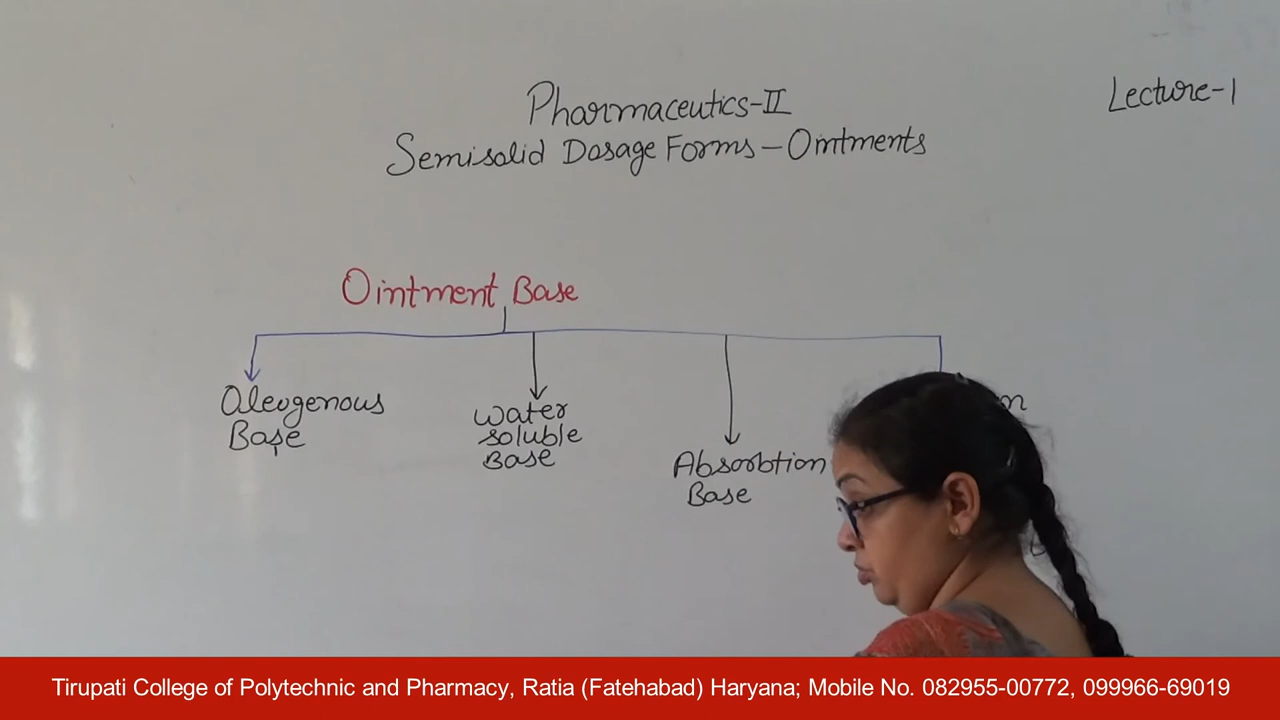 Pharmaceutics-II
Lecture-1
Semisolid Dosage Forms - Ointments
Ointment Base
Oleogenous
Base
Water
soluble
Base
Absorbtion
Base
Tirupati College of Polytechnic and Pharmacy, Ratia (Fatehabad) Haryana; Mobile No. 082955-00772, 099966-69019